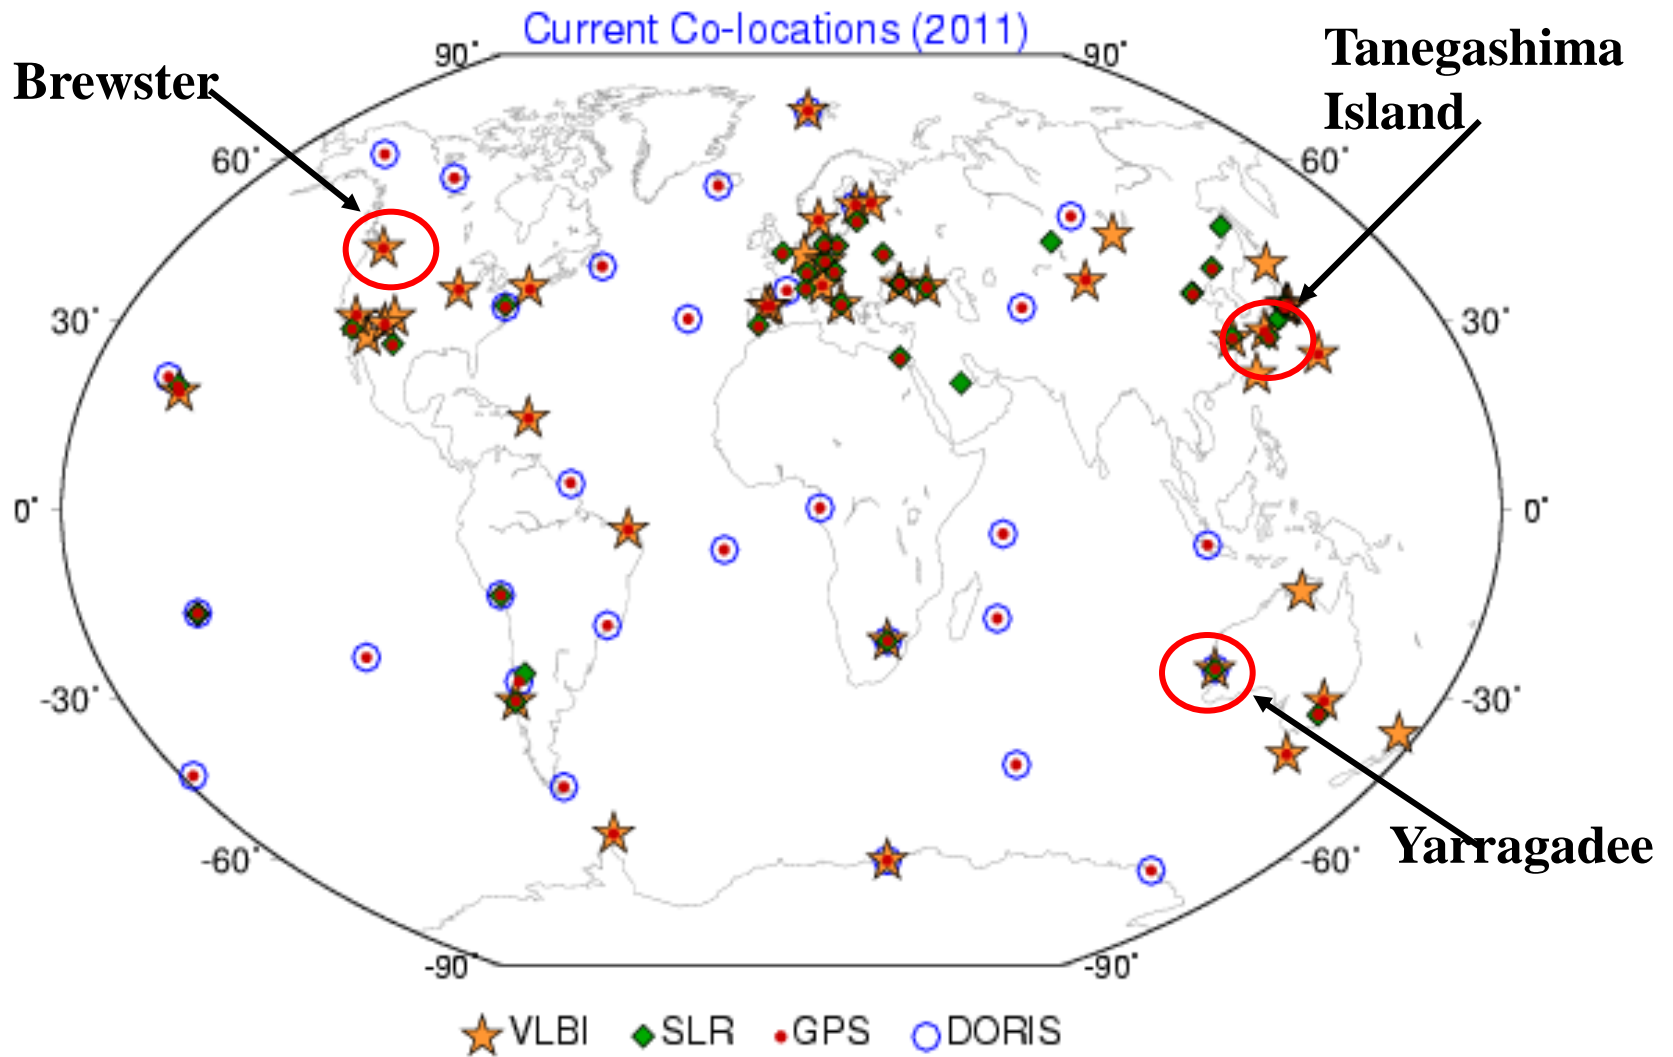 Current Co-locations (2011)
Tanegashima
Island
Brewster
90°
90°
60°
60°
30°
30°
0°
0°
-30°
-30°
-60°
-60°
Yarragadee
-90°
-90°
VLBI SLR GPS DORIS